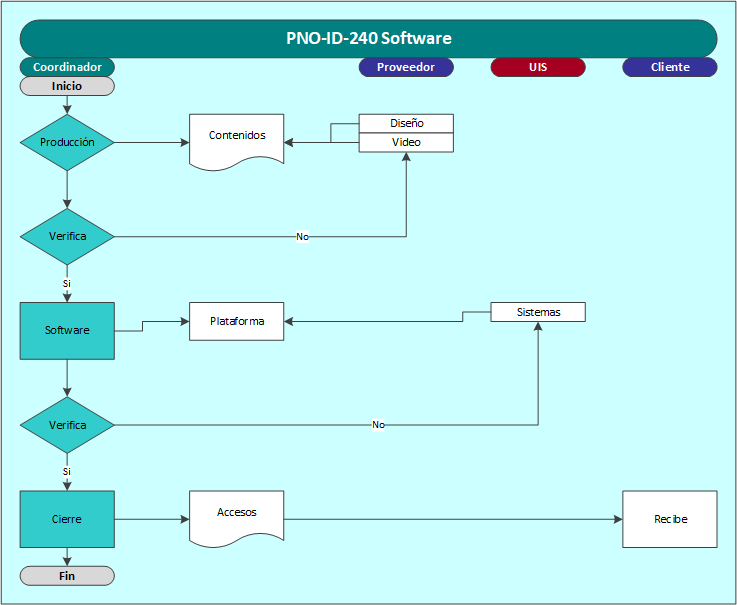 PNO-ID-240 Software
Coordinador
Proveedor
UIS
Cliente
Inicio
Producción
Contenidos
Diseño
Video
Verifica
No
Si
Software
Plataforma
Sistemas
Verifica
No
Si
Cierre
Accesos
Recibe
Fin